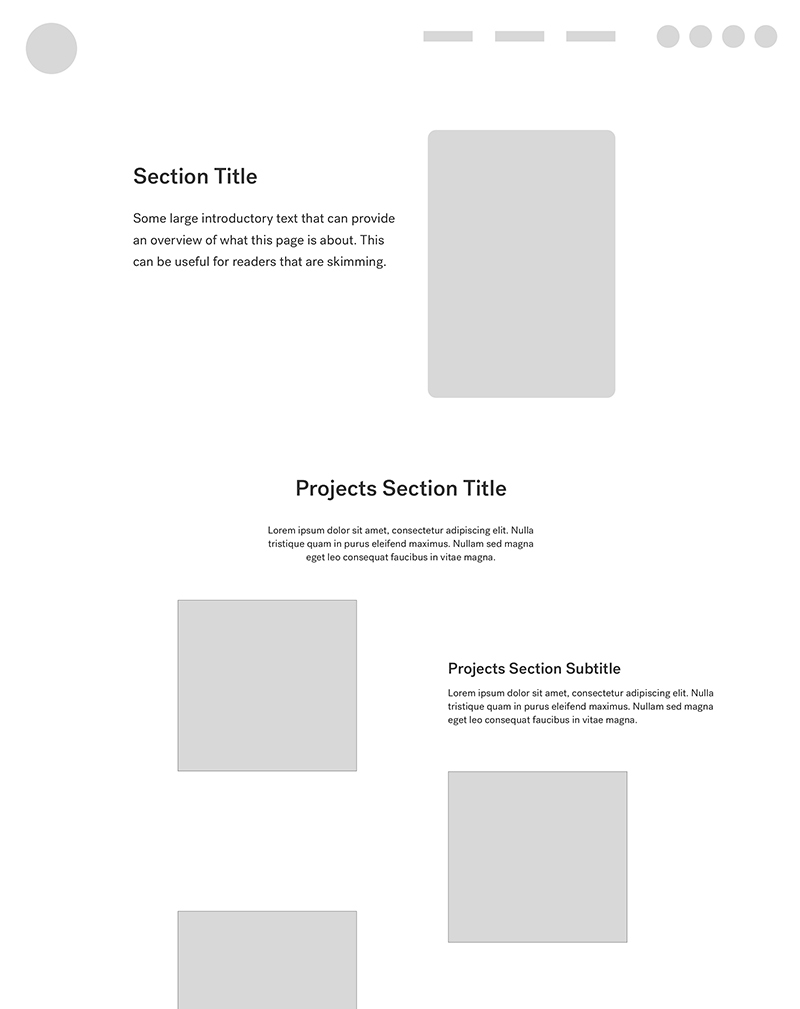 Section Title
Some large introductory text that can provide
an overview of what this page is about. This
can be useful for readers that are skimming.
Projects Section Title
Lorem ipsum dolor sit amet, consectetur adipiscing elit. Nulla
tristique quam in purus eleifend maximus. Nullam sed magna
eget leo consequat faucibus in vitae magna.
Projects Section Subtitle
Lorem ipsum dolor sit amet, consectetur adipiscing elit. Nulla
tristique quam in purus eleifend maximus. Nullam sed magna
eget leo consequat faucibus in vitae magna.